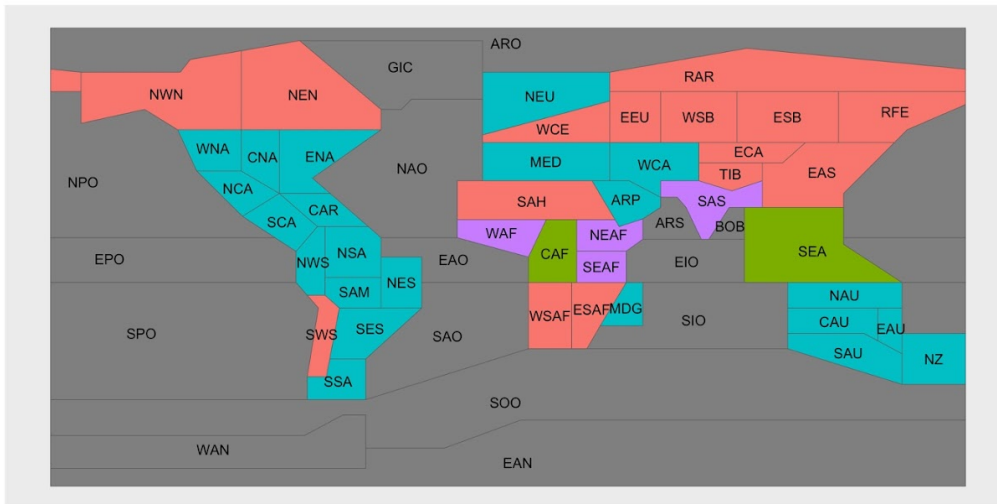 ARO
GIC
RAR
NWN
NEN
NEU
RFE
WCE
EEU
WSB
ESB
WNA
CNA
ENA
ECA
MED
WCA
NAO
TIB
EAS
NPO
NCA
SAH
ARP
SAS
SCA
CAR
ARS
BOB
WAF
NEAF
NSA
CAF
SEA
EPO
NWS
EAO
SEAF
EIO
NES
SAM
NAU
MDG
WSAF
ESAF
SIO
CAU
EAU
SPO
SWS
SES
SAO
SAU
NZ
SSA
SOO
WAN
EAN